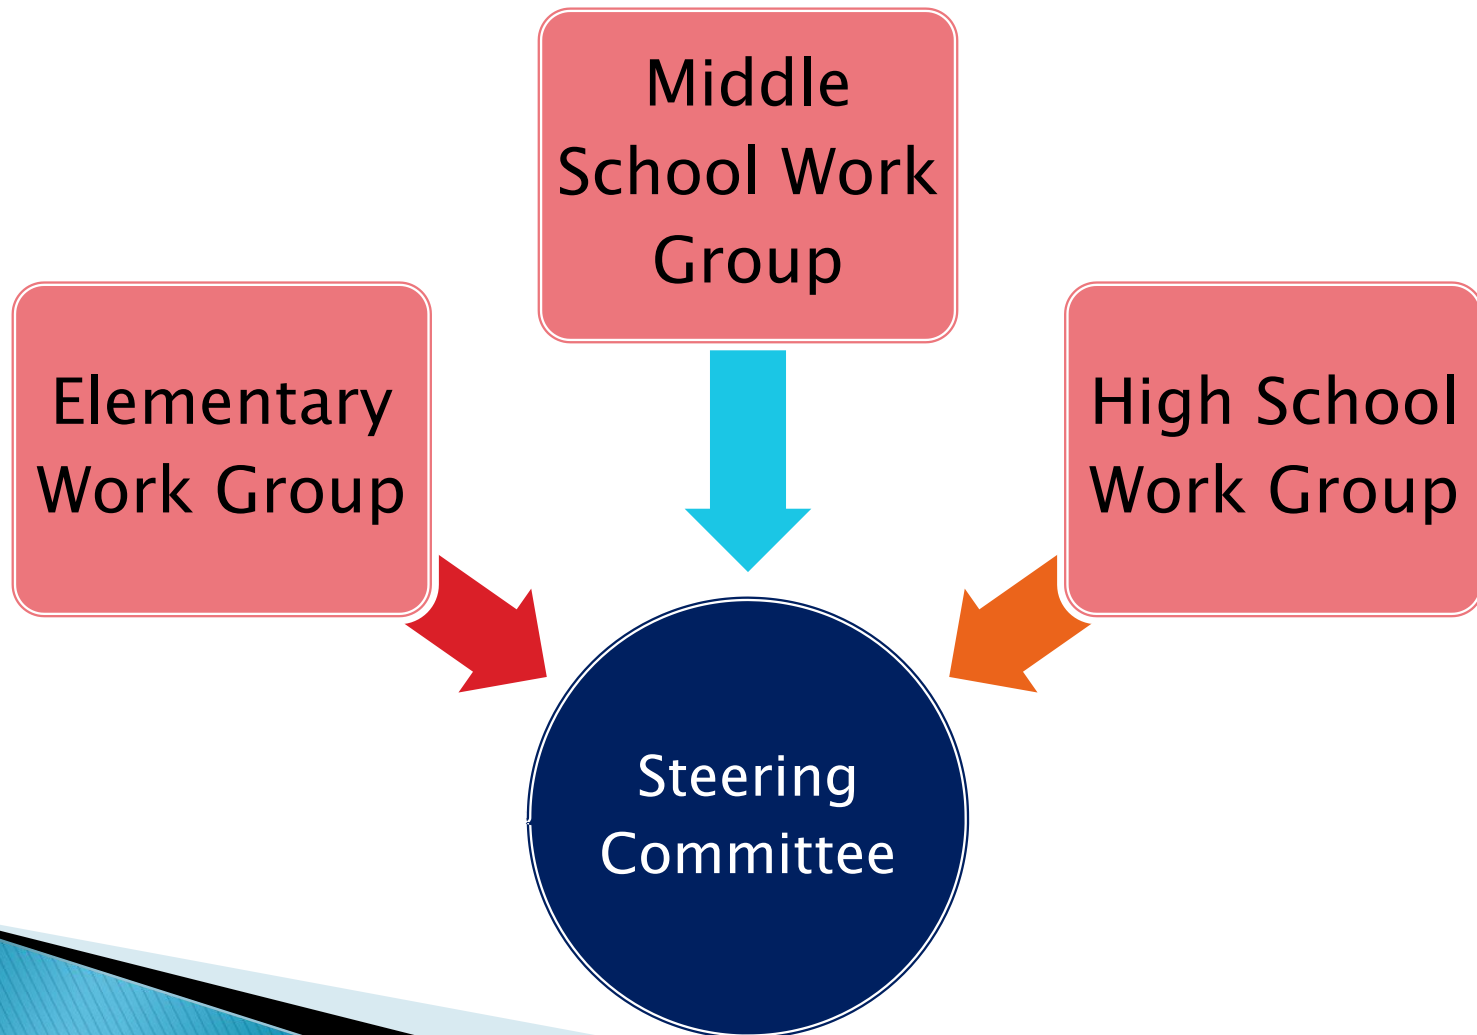 Middle
School Work
Group
Elementary
Work Group
High School
Work Group
Steering
Committee